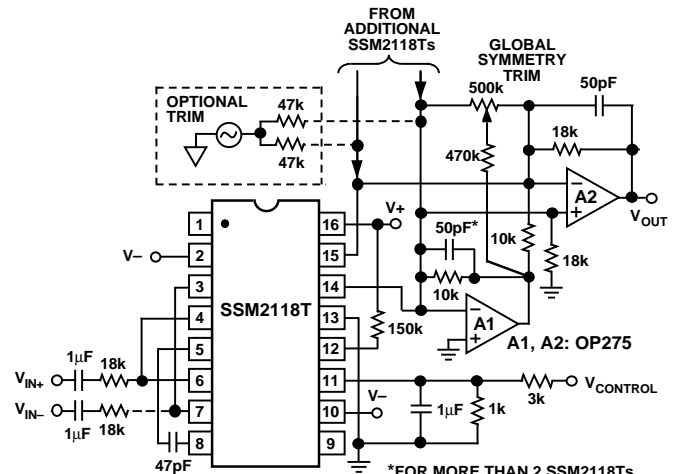 FROM
ADDITIONAL
SSM2118Ts
GLOBAL
SYMMETRY
TRIM
500k
50pF
OPTIONAL
TRIM
47k
47k
18k
470k
A2
VOUT
V+
50pF*
10k
18k
10k
A1
A1, A2: OP275
150k
1
2
3
4
5
6
7
8
16
15
14
13
12
11
10
9
SSM2118T
V–
1µF
18k
VIN+
VIN–
1µF
18k
47pF
V–
1µF
1k
3k
VCONTROL
*FOR MORE THAN 2 SSM2118Ts